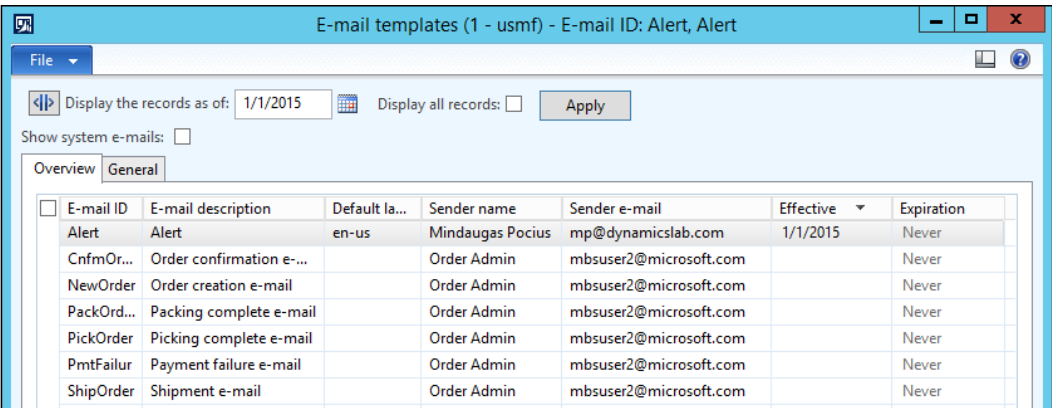 E-mail templates (1 - usmf) - E-mail ID: Alert, Alert
File
Display the records as of: 1/1/2015 Display all records: Apply
Show system e-mails:
Overview General
E-mail ID E-mail description Default la... Sender name Sender e-mail Effective Expiration
Alert Alert en-us Mindaugas Pocius mp@dynamicslab.com 1/1/2015 Never
CnfmOr... Order confirmation e-... Order Admin mbsuser2@microsoft.com Never
NewOrder Order creation e-mail Order Admin mbsuser2@microsoft.com Never
PackOrd... Packing complete e-mail Order Admin mbsuser2@microsoft.com Never
PickOrder Picking complete e-mail Order Admin mbsuser2@microsoft.com Never
PmtFailur Payment failure e-mail Order Admin mbsuser2@microsoft.com Never
ShipOrder Shipment e-mail Order Admin mbsuser2@microsoft.com Never